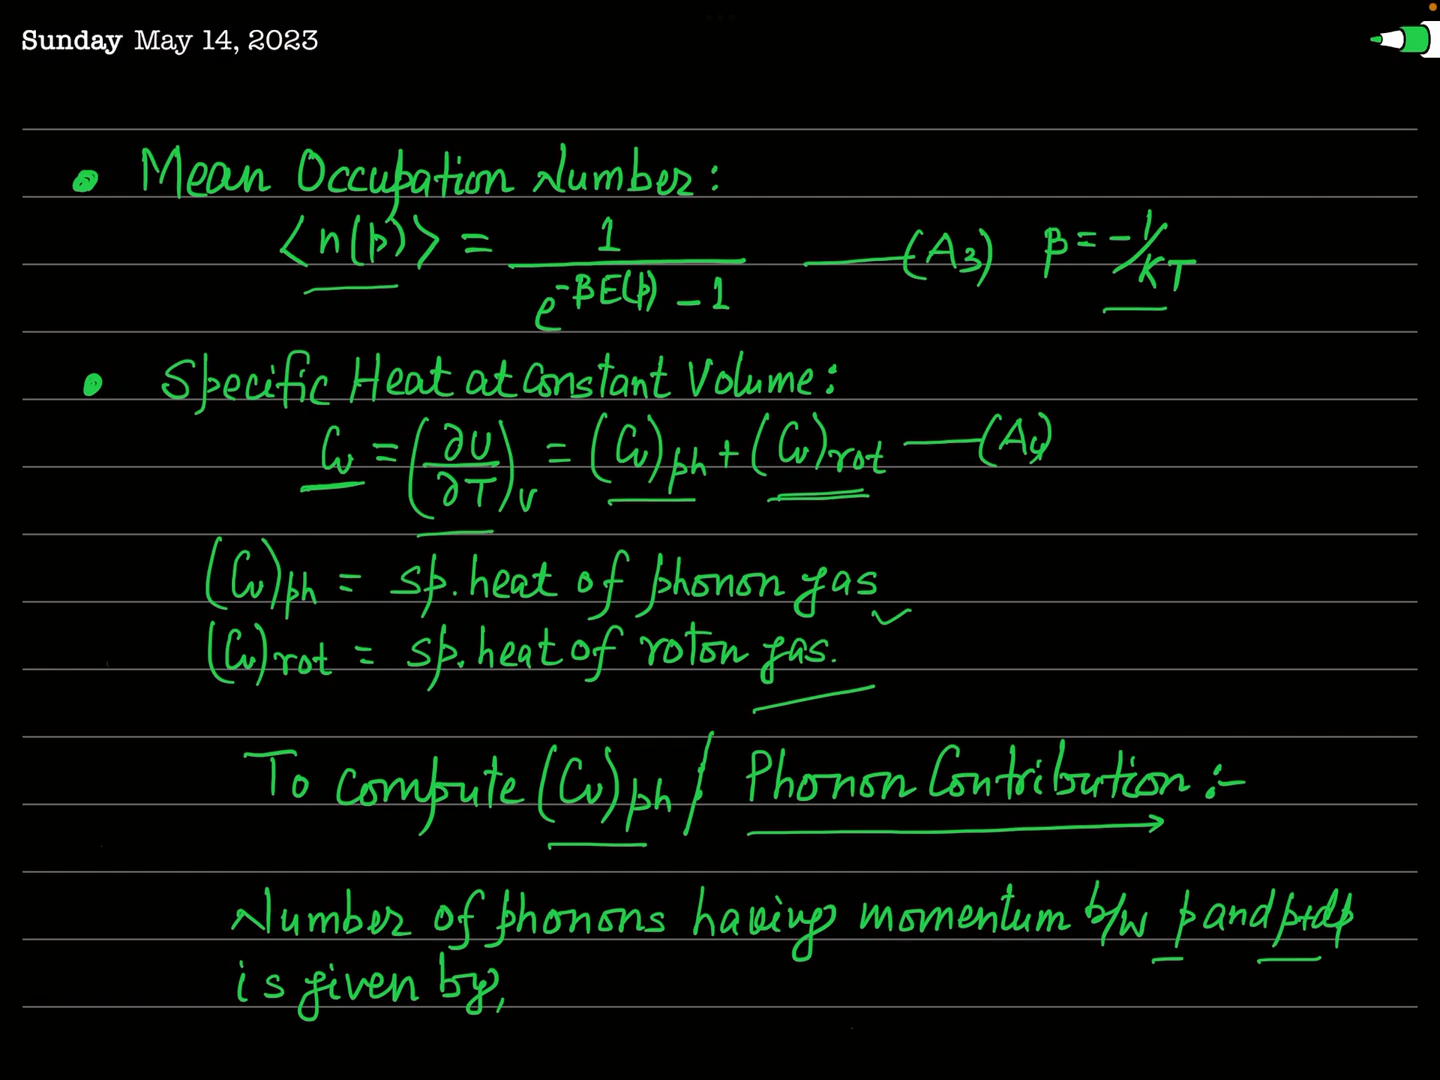 Sunday May 14, 2023
• Mean Occupation Number:
⟨n(p)⟩ = 1 / (e^{-βE(p)} - 1) —— (A3) β = -1/KT
• Specific Heat at Constant Volume:
Cv = (∂U/∂T)_V = (Cv)ph + (Cv)rot —— (A4)
(Cv)ph = sp. heat of phonon gas ✓
(Cv)rot = sp. heat of roton gas.
To compute (Cv)ph / Phonon Contribution :-
Number of phonons having momentum b/w p and p+dp
is given by,